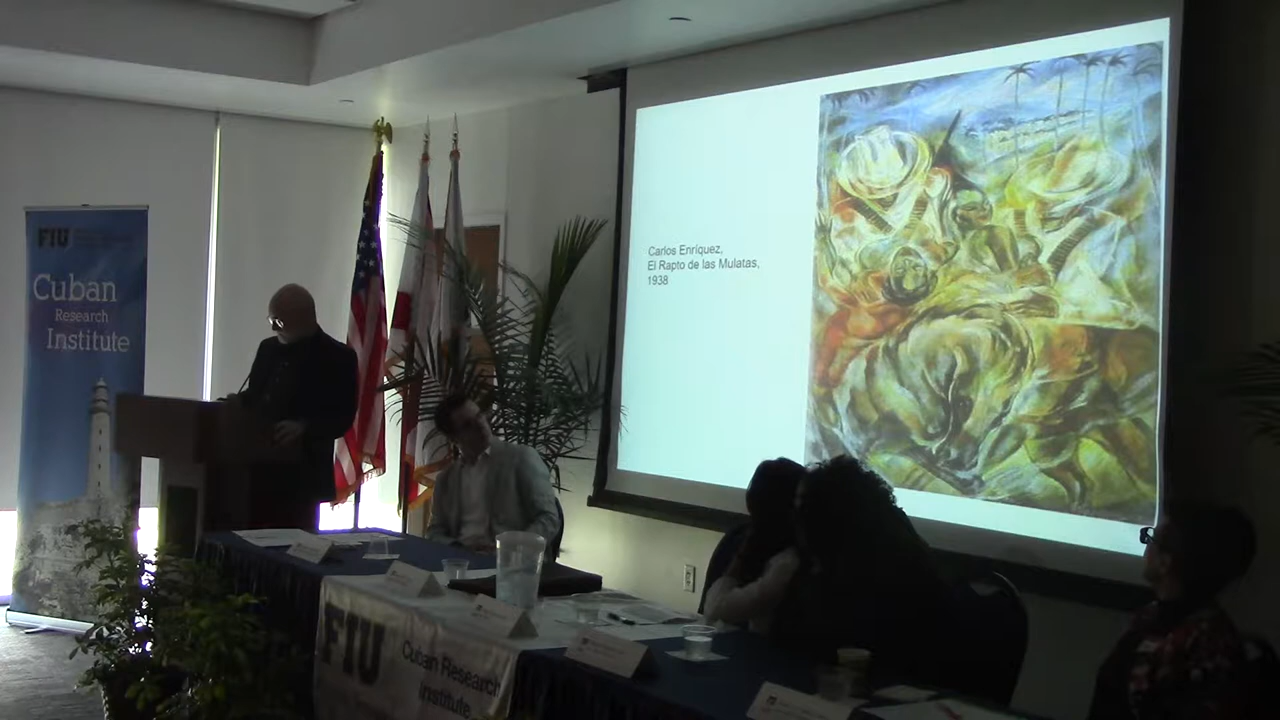 FIU
Cuban
Research
Institute
Carlos Enríquez,
El Rapto de las Mulatas,
1938
FIU
Cuban Research
Institute